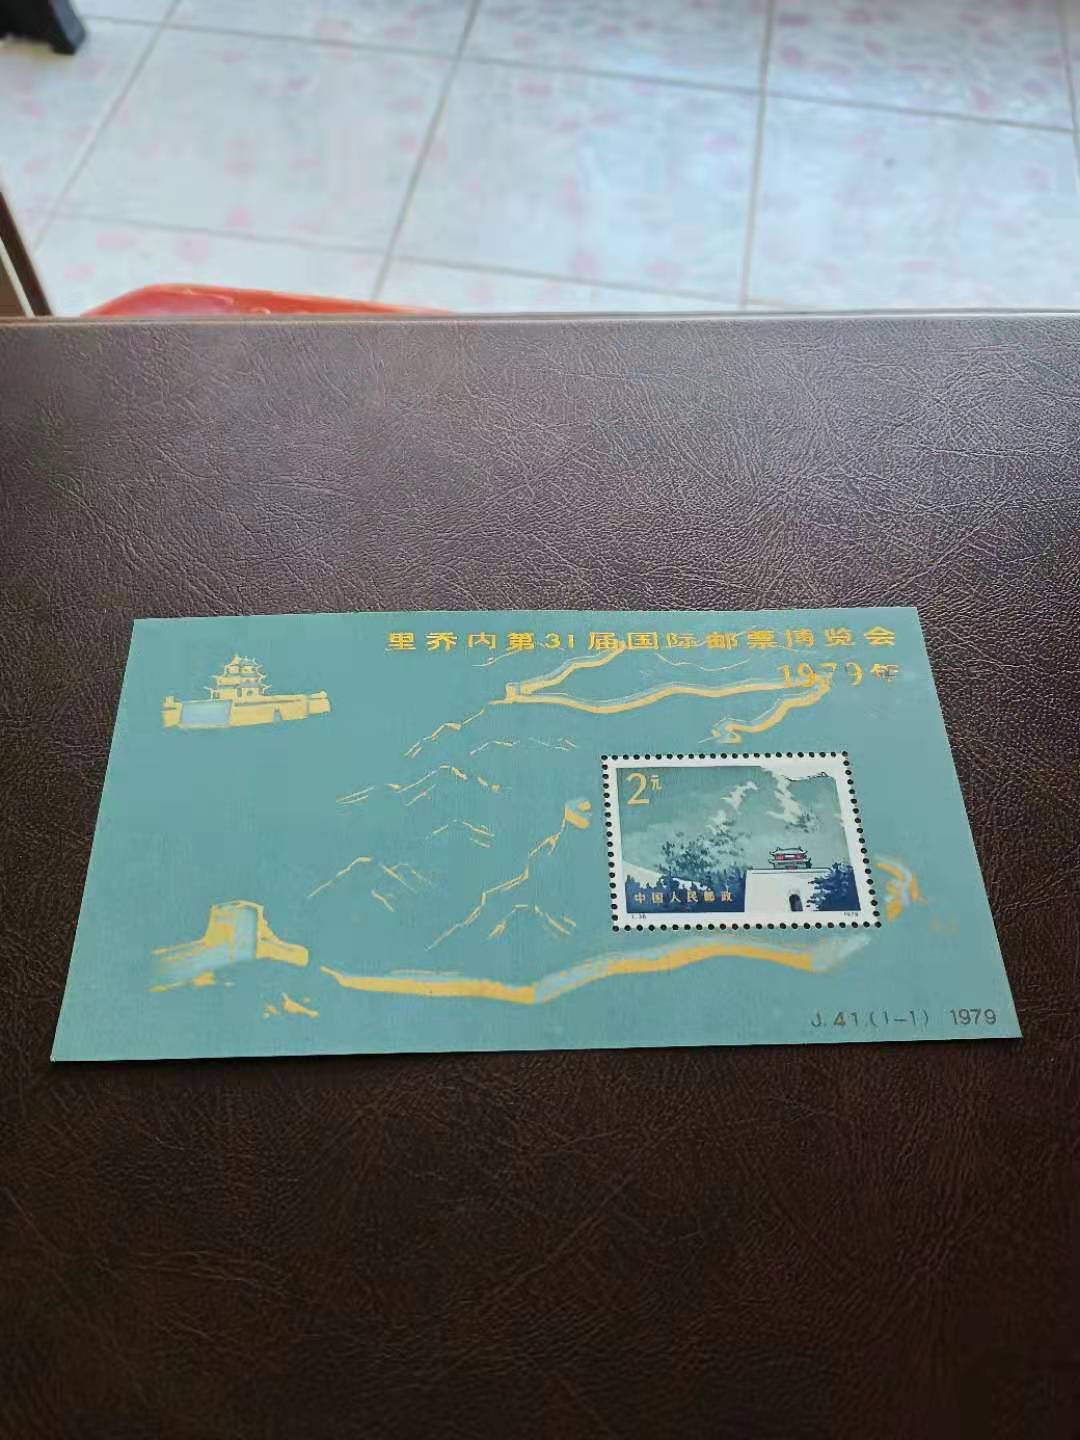 里乔内第31届国际邮票博览会
1979年
2元
中国人民邮政
1979
J.41.(1-1) 1979